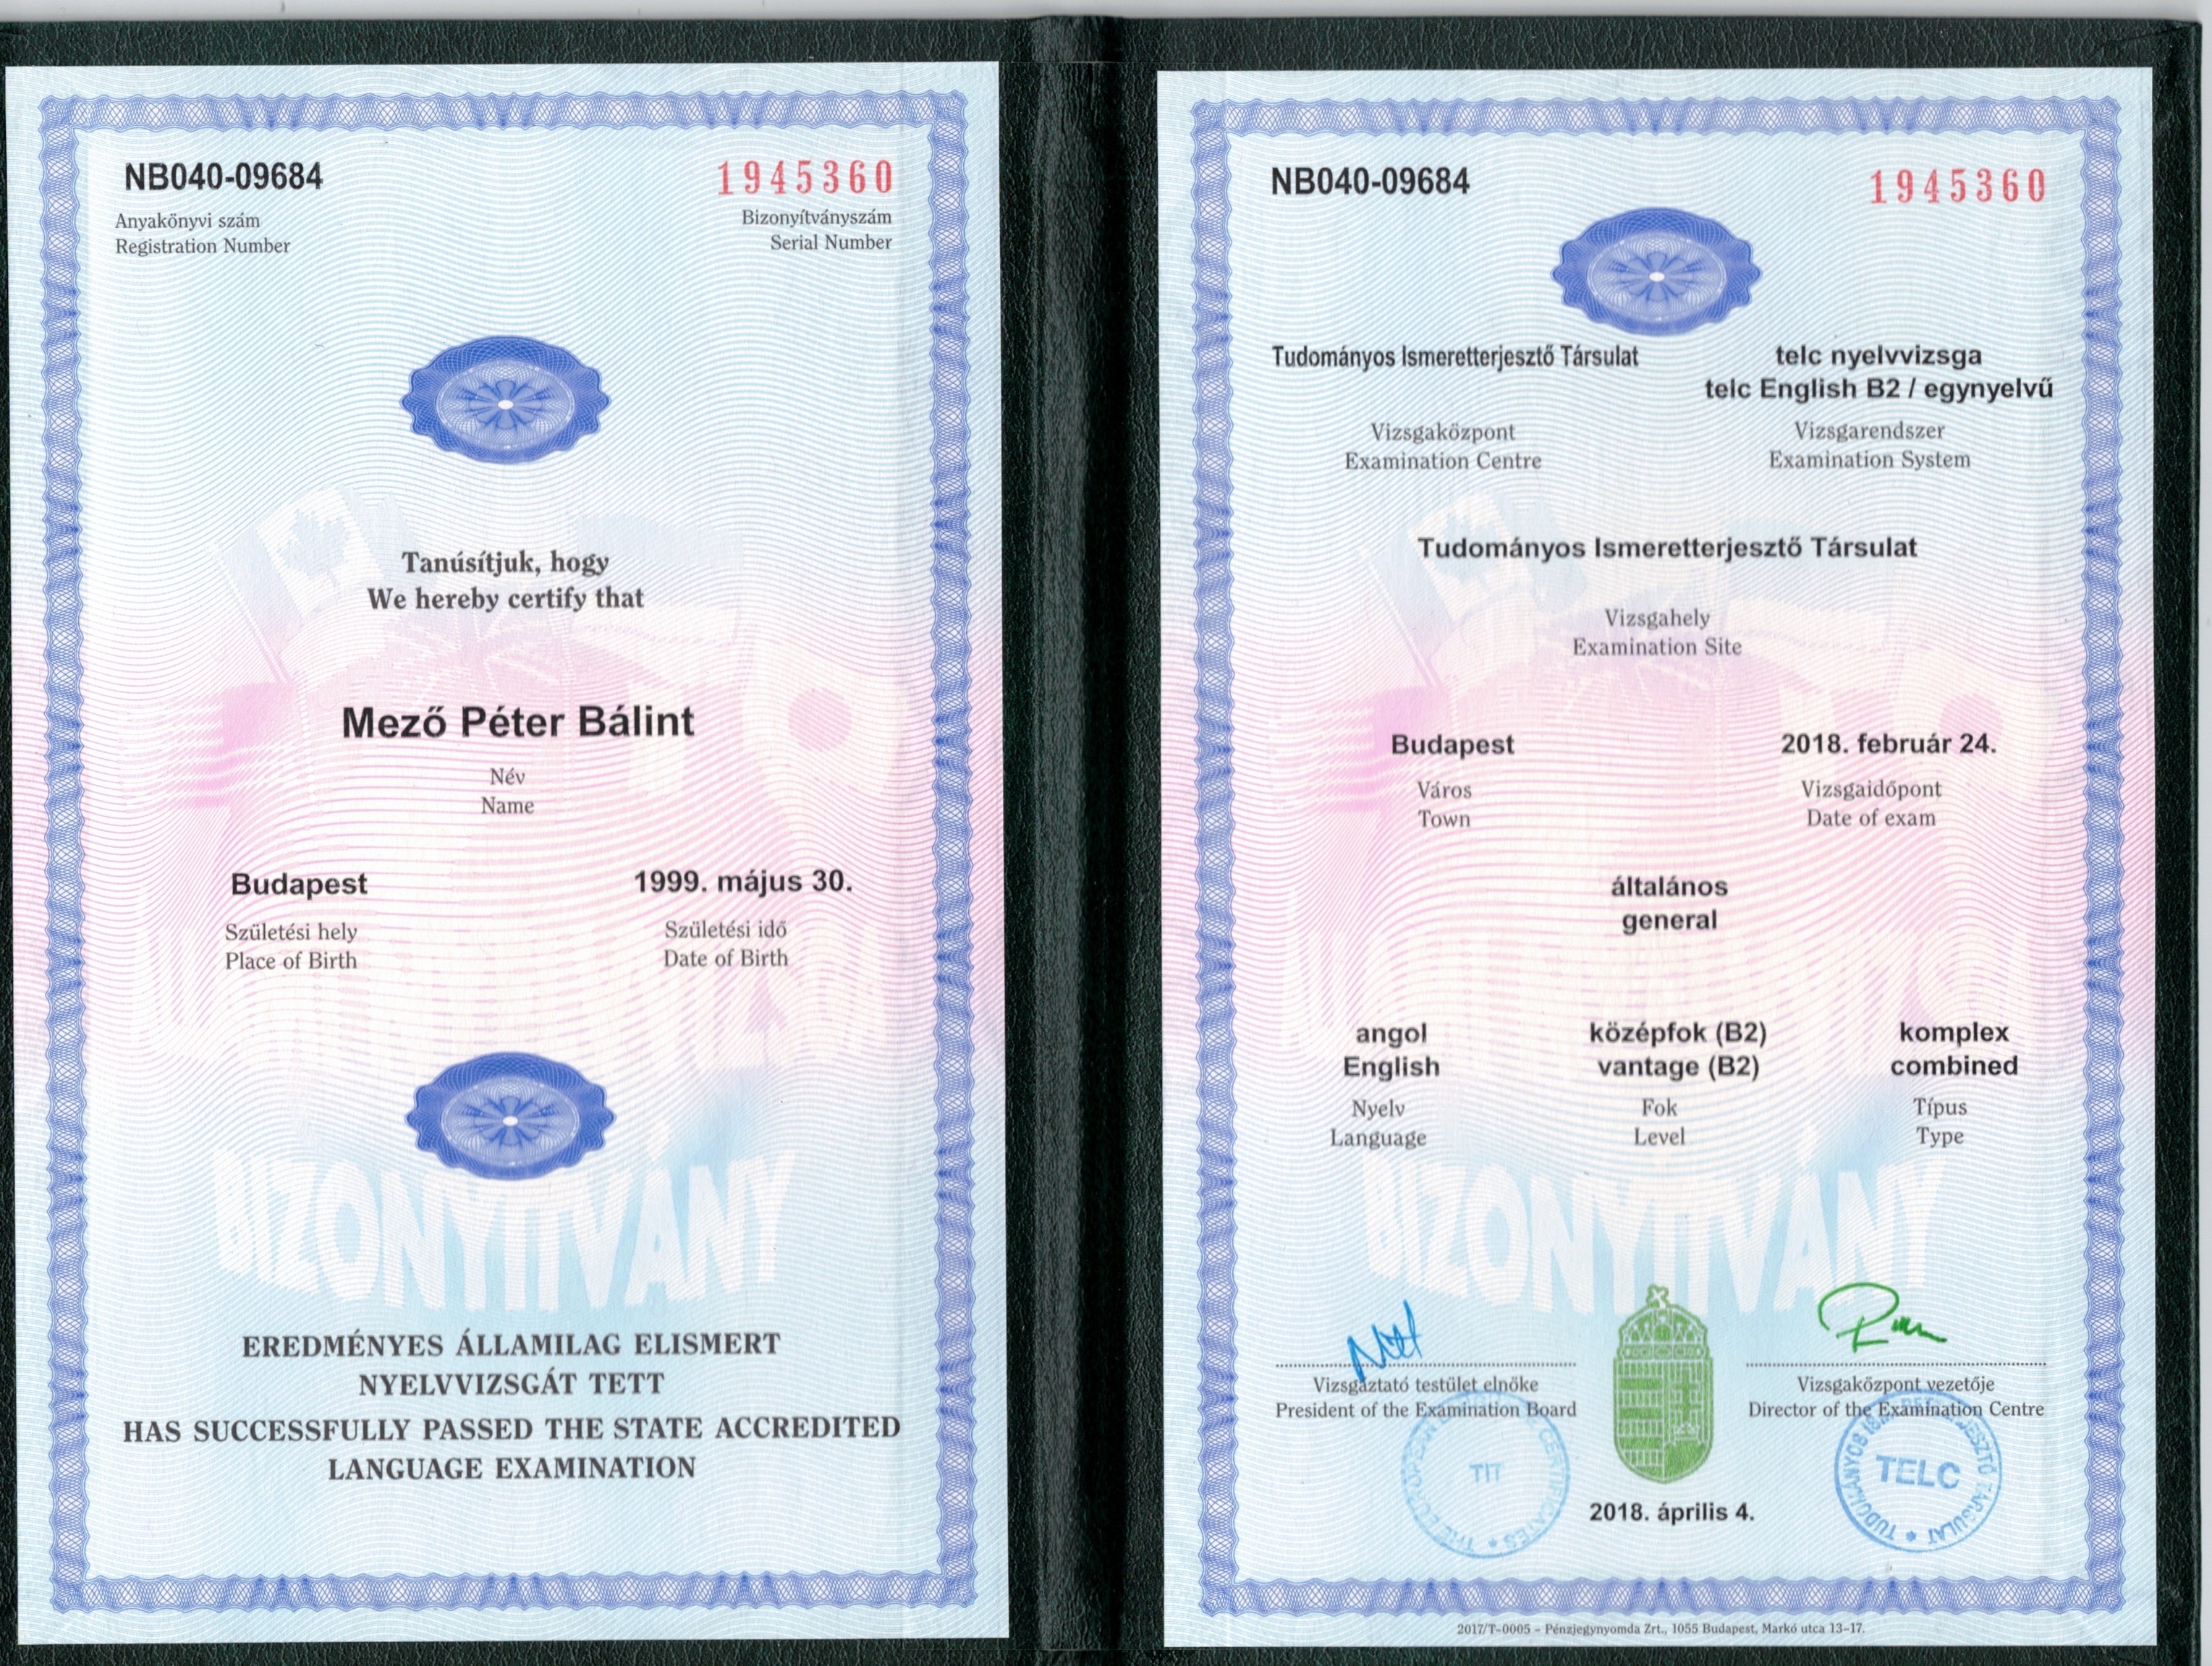 NB040-09684
1945360
Anyakönyvi szám
Registration Number
Bizonyítványszám
Serial Number
Tanúsítjuk, hogy
We hereby certify that
Mező Péter Bálint
Név
Name
Budapest
1999. május 30.
Születési hely
Place of Birth
Születési idő
Date of Birth
BIZONYÍTVÁNY
EREDMÉNYES ÁLLAMILAG ELISMERT
NYELVVIZSGÁT TETT
HAS SUCCESSFULLY PASSED THE STATE ACCREDITED
LANGUAGE EXAMINATION
NB040-09684
1945360
Tudományos Ismeretterjesztő Társulat
telc nyelvvizsga
telc English B2 / egynyelvű
Vizsgaközpont
Examination Centre
Vizsgarendszer
Examination System
Tudományos Ismeretterjesztő Társulat
Vizsgahely
Examination Site
Budapest
2018. február 24.
Város
Town
Vizsgaidőpont
Date of exam
általános
general
angol
English
középfok (B2)
vantage (B2)
komplex
combined
Nyelv
Language
Fok
Level
Típus
Type
BIZONYÍTVÁNY
Vizsgáztató testület elnöke
President of the Examination Board
Vizsgaközpont vezetője
Director of the Examination Centre
THE EUROPEAN CERTIFICATES
TIT
TUDOMÁNYOS ISMERETTERJESZTŐ TÁRSULAT
TELC
2018. április 4.
2017/T-0005 – Pénzjegynyomda Zrt., 1055 Budapest, Markó utca 13-17.